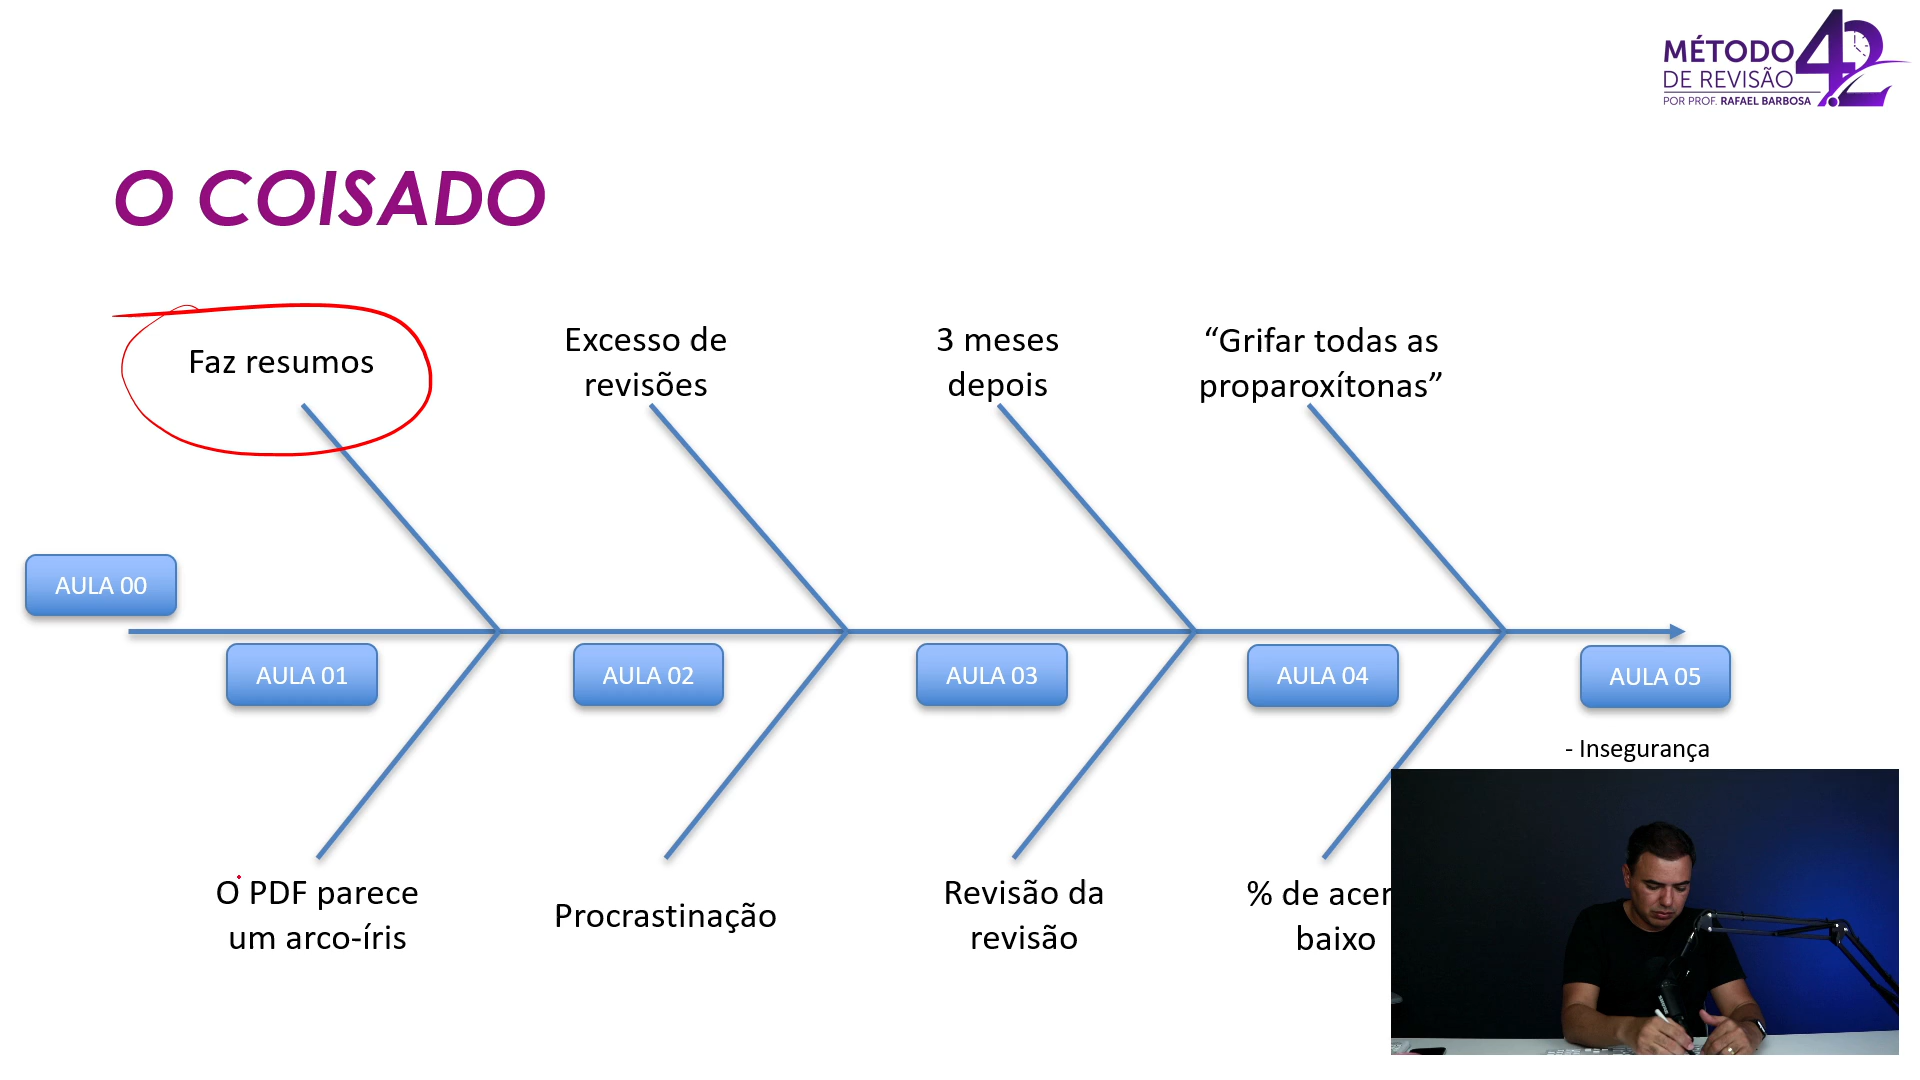 MÉTODO 4.2
DE REVISÃO
POR PROF. RAFAEL BARBOSA
O COISADO
Faz resumos
Excesso de
revisões
3 meses
depois
“Grifar todas as
proparoxítonas”
AULA 00
AULA 01
AULA 02
AULA 03
AULA 04
AULA 05
- Insegurança
O PDF parece
um arco-íris
Procrastinação
Revisão da
revisão
% de acer
baixo